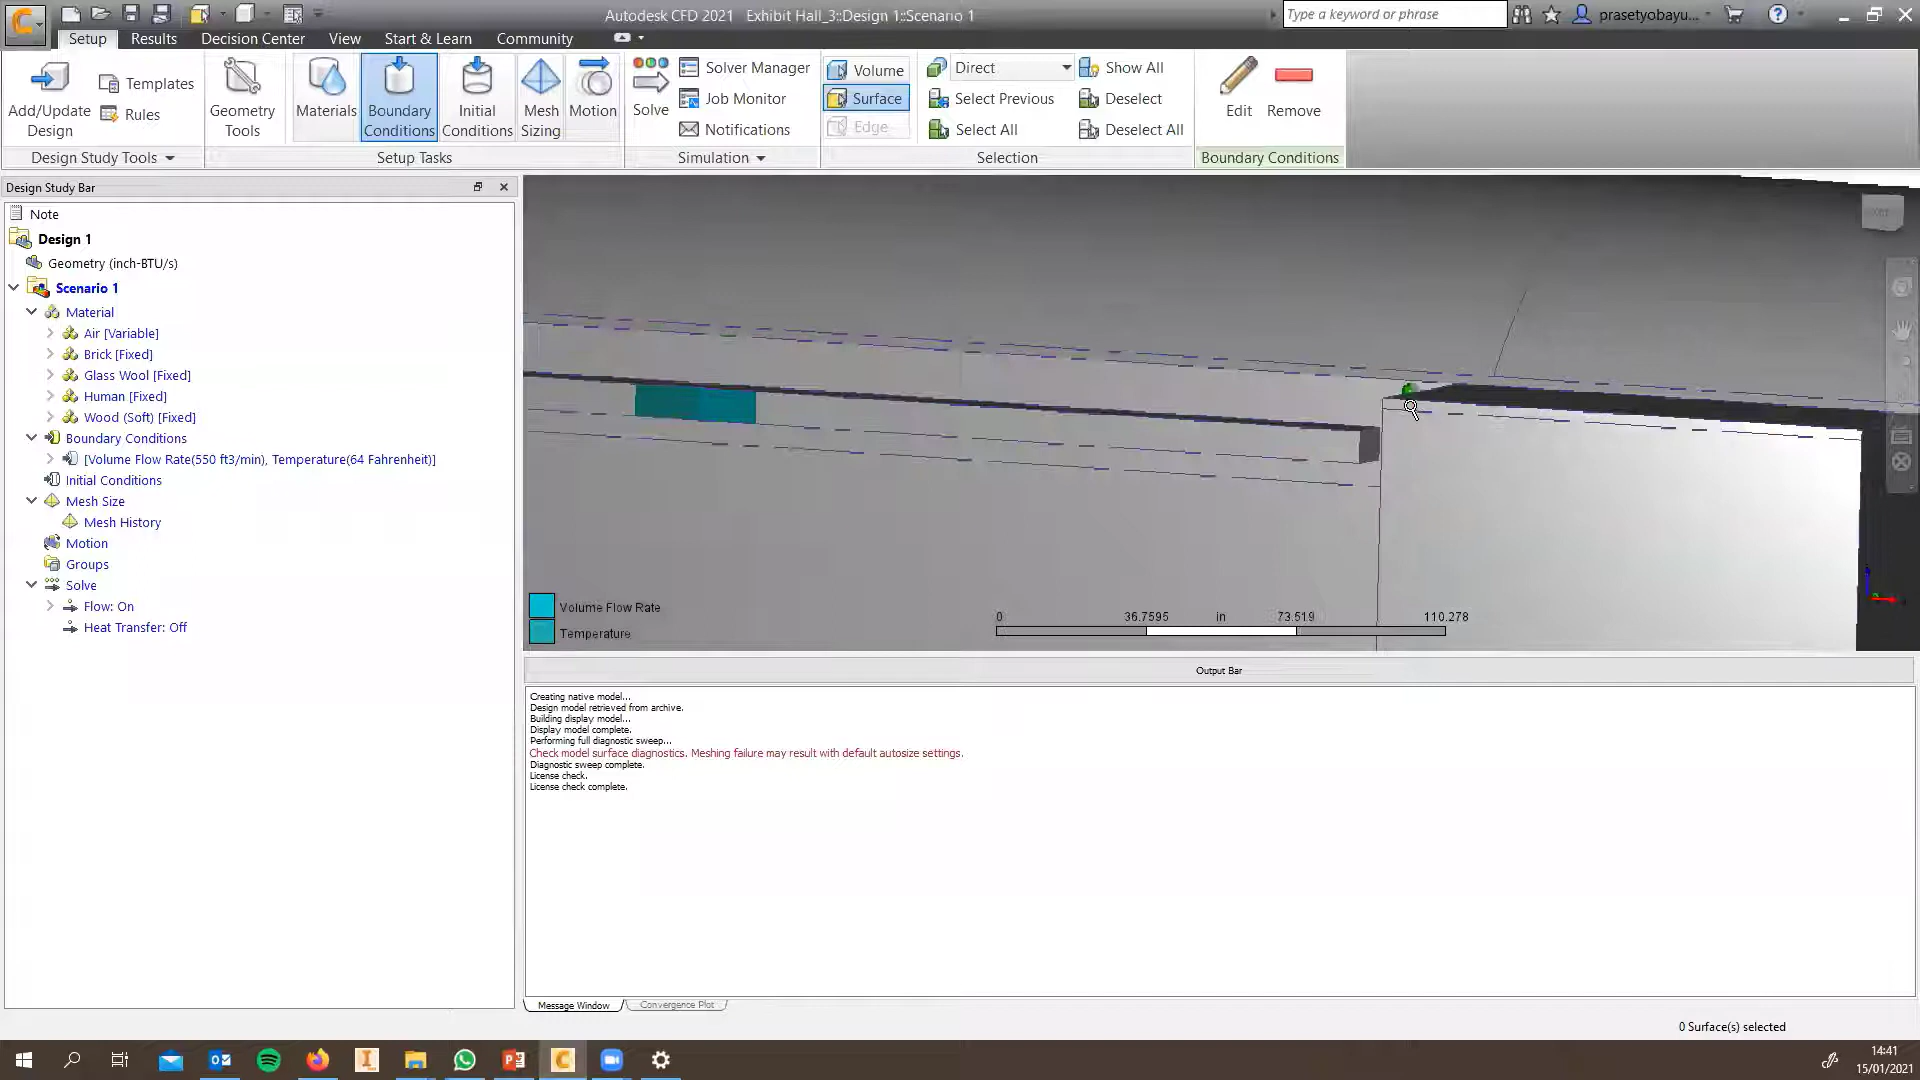 Autodesk CFD 2021 Exhibit Hall_3::Design 1::Scenario 1
Type a keyword or phrase
prasetyobayu...
Setup
Results
Decision Center
View
Start & Learn
Community
Add/Update
Design
Templates
Rules
Design Study Tools
Geometry
Tools
Materials
Boundary
Conditions
Initial
Conditions
Mesh
Sizing
Motion
Setup Tasks
Solve
Solver Manager
Job Monitor
Notifications
Simulation
Volume
Surface
Edge
Direct
Select Previous
Select All
Show All
Deselect
Deselect All
Selection
Edit
Remove
Boundary Conditions
Design Study Bar
Note
Design 1
Geometry (inch-BTU/s)
Scenario 1
Material
Air [Variable]
Brick [Fixed]
Glass Wool [Fixed]
Human [Fixed]
Wood (Soft) [Fixed]
Boundary Conditions
[Volume Flow Rate(550 ft3/min), Temperature(64 Fahrenheit)]
Initial Conditions
Mesh Size
Mesh History
Motion
Groups
Solve
Flow: On
Heat Transfer: Off
Volume Flow Rate
Temperature
0 36.7595 in 73.519 110.278
Output Bar
Creating native model...
Design model retrieved from archive.
Building display model...
Display model complete.
Performing full diagnostic sweep...
Check model surface diagnostics. Meshing failure may result with default autosize settings.
Diagnostic sweep complete.
License check.
License check complete.
Message Window
Convergence Plot
0 Surface(s) selected
14:41
15/01/2021